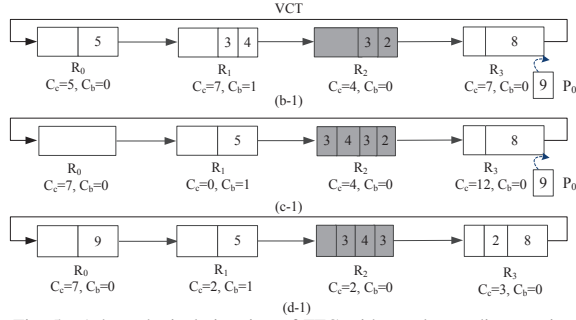 VCT
5 3 4 3 2 8
R0 R1 R2 R3
Cc=5, Cb=0 Cc=7, Cb=1 Cc=4, Cb=0 Cc=7, Cb=0 9 P0
(b-1)
5 3 4 3 2 8
R0 R1 R2 R3
Cc=7, Cb=0 Cc=0, Cb=1 Cc=4, Cb=0 Cc=12, Cb=0 9 P0
(c-1)
9 5 3 4 3 2 8
R0 R1 R2 R3
Cc=7, Cb=0 Cc=2, Cb=1 Cc=2, Cb=0 Cc=3, Cb=0
(d-1)